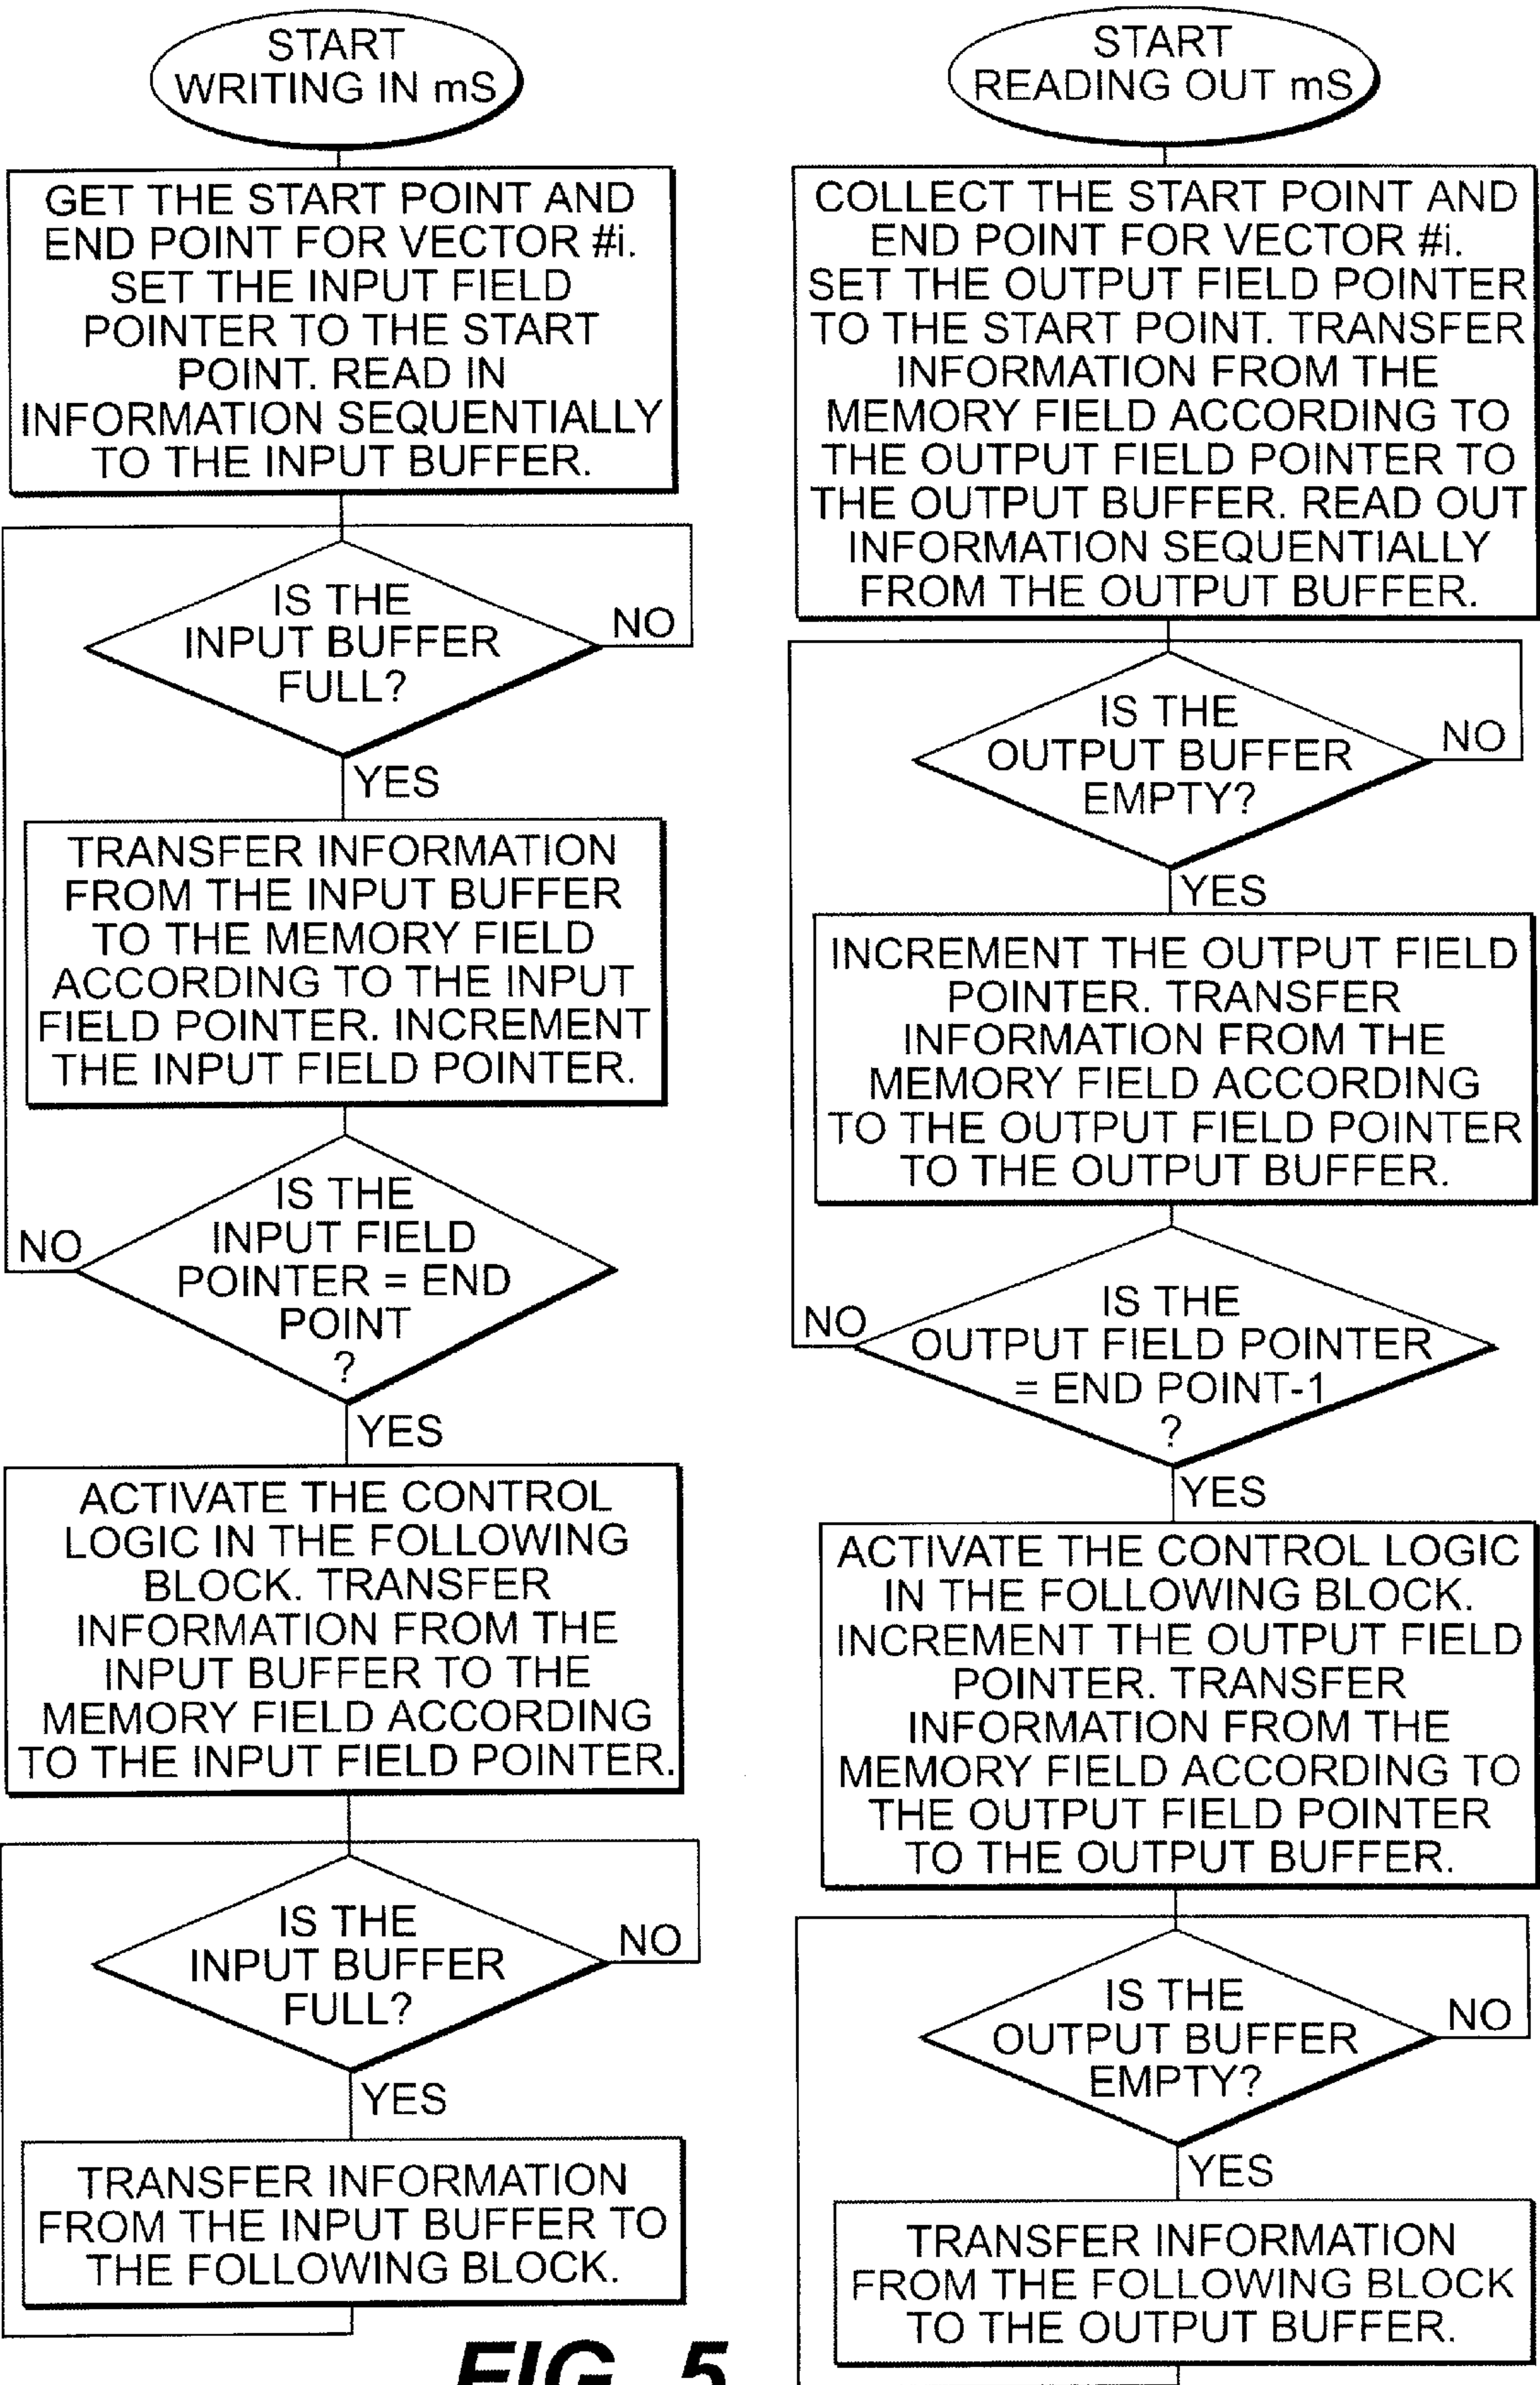 START
WRITING IN mS
GET THE START POINT AND
END POINT FOR VECTOR #i.
SET THE INPUT FIELD
POINTER TO THE START
POINT. READ IN
INFORMATION SEQUENTIALLY
TO THE INPUT BUFFER.
IS THE
INPUT BUFFER
FULL?
NO
YES
TRANSFER INFORMATION
FROM THE INPUT BUFFER
TO THE MEMORY FIELD
ACCORDING TO THE INPUT
FIELD POINTER. INCREMENT
THE INPUT FIELD POINTER.
IS THE
INPUT FIELD
POINTER = END
POINT
?
NO
YES
ACTIVATE THE CONTROL
LOGIC IN THE FOLLOWING
BLOCK. TRANSFER
INFORMATION FROM THE
INPUT BUFFER TO THE
MEMORY FIELD ACCORDING
TO THE INPUT FIELD POINTER.
IS THE
INPUT BUFFER
FULL?
NO
YES
TRANSFER INFORMATION
FROM THE INPUT BUFFER TO
THE FOLLOWING BLOCK.
START
READING OUT mS
COLLECT THE START POINT AND
END POINT FOR VECTOR #i.
SET THE OUTPUT FIELD POINTER
TO THE START POINT. TRANSFER
INFORMATION FROM THE
MEMORY FIELD ACCORDING TO
THE OUTPUT FIELD POINTER TO
THE OUTPUT BUFFER. READ OUT
INFORMATION SEQUENTIALLY
FROM THE OUTPUT BUFFER.
IS THE
OUTPUT BUFFER
EMPTY?
NO
YES
INCREMENT THE OUTPUT FIELD
POINTER. TRANSFER
INFORMATION FROM THE
MEMORY FIELD ACCORDING
TO THE OUTPUT FIELD POINTER
TO THE OUTPUT BUFFER.
IS THE
OUTPUT FIELD POINTER
= END POINT-1
?
NO
YES
ACTIVATE THE CONTROL LOGIC
IN THE FOLLOWING BLOCK.
INCREMENT THE OUTPUT FIELD
POINTER. TRANSFER
INFORMATION FROM THE
MEMORY FIELD ACCORDING TO
THE OUTPUT FIELD POINTER
TO THE OUTPUT BUFFER.
IS THE
OUTPUT BUFFER
EMPTY?
NO
YES
TRANSFER INFORMATION
FROM THE FOLLOWING BLOCK
TO THE OUTPUT BUFFER.
FIG. 5